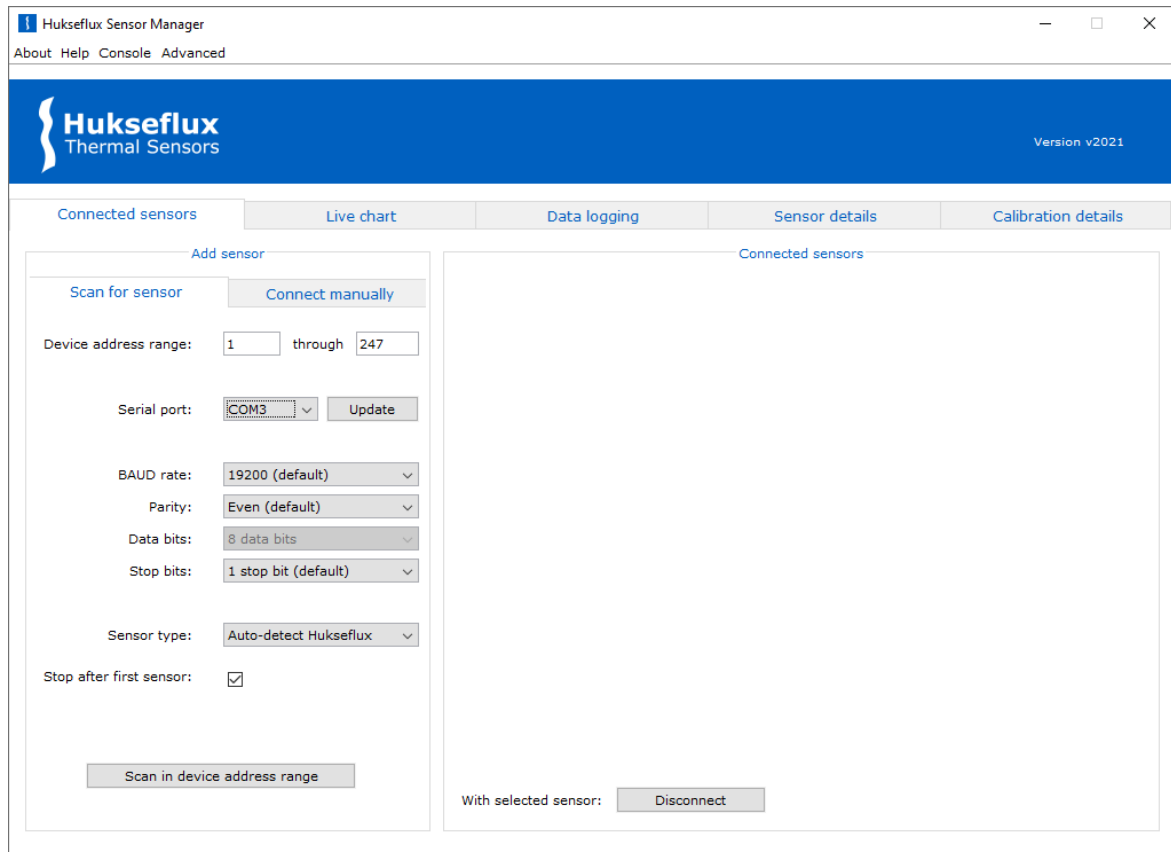 Hukseflux Sensor Manager
About Help Console Advanced
Hukseflux
Thermal Sensors
Version v2021
Connected sensors Live chart Data logging Sensor details Calibration details
Add sensor
Scan for sensor Connect manually
Device address range: 1 through 247
Serial port: COM3 Update
BAUD rate: 19200 (default)
Parity: Even (default)
Data bits: 8 data bits
Stop bits: 1 stop bit (default)
Sensor type: Auto-detect Hukseflux
Stop after first sensor:
Scan in device address range
Connected sensors
With selected sensor: Disconnect